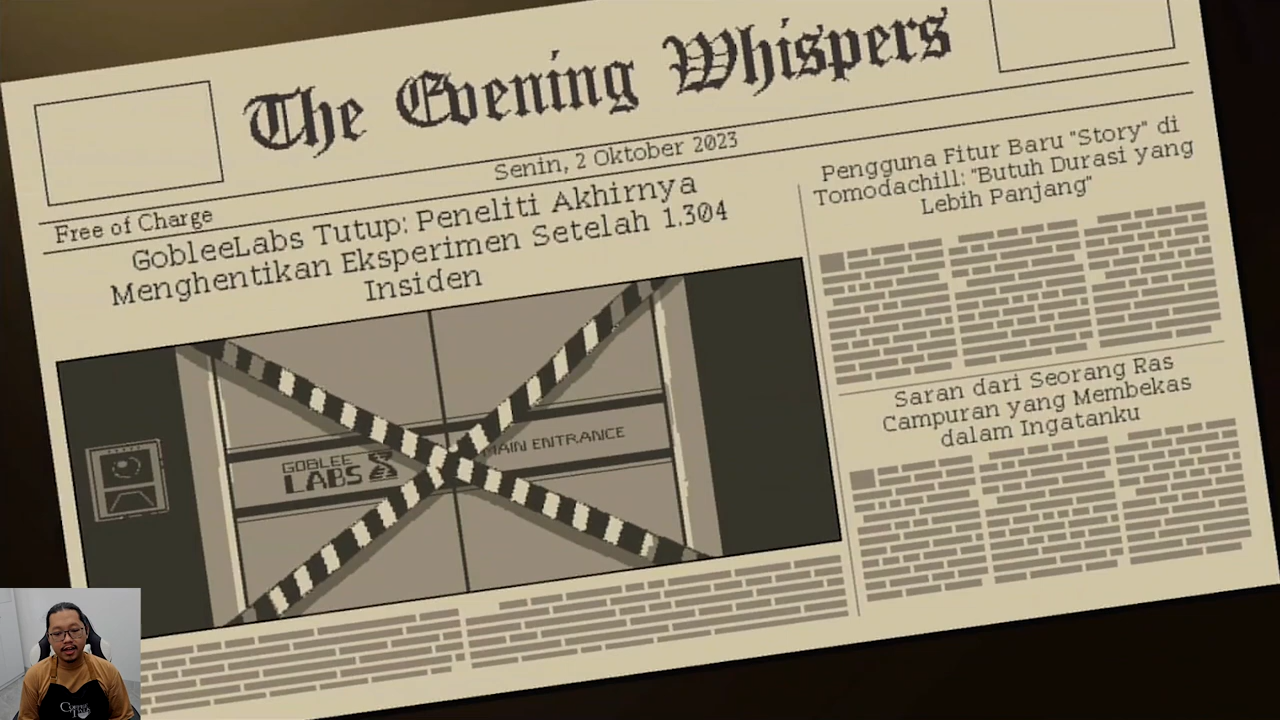 The Evening Whispers
Senin, 2 Oktober 2023
Free of Charge
GobleeLabs Tutup: Peneliti Akhirnya
Menghentikan Eksperimen Setelah 1.304
Insiden
GOBLEE
LABS
MAIN ENTRANCE
Pengguna Fitur Baru "Story" di
Tomodachill: "Butuh Durasi yang
Lebih Panjang"
Saran dari Seorang Ras
Campuran yang Membekas
dalam Ingatanku